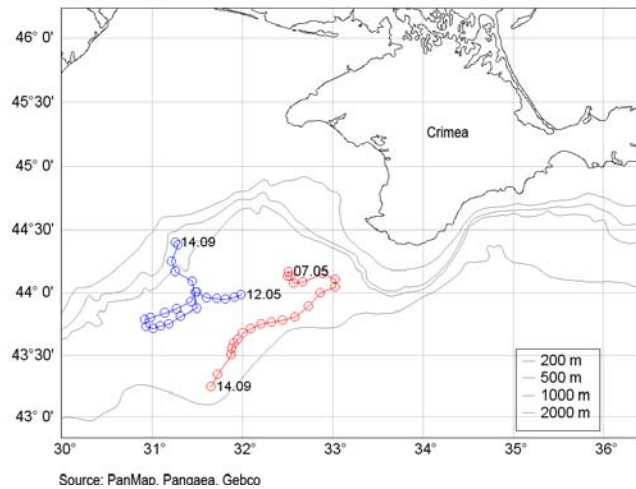 46° 0'
45°30'
45° 0'
44°30'
44° 0'
43°30'
43° 0'
Crimea
14.09
07.05
12.05
14.09
200 m
500 m
1000 m
2000 m
30° 31° 32° 33° 34° 35° 36°
Source: PanMap, Pangaea, Gebco